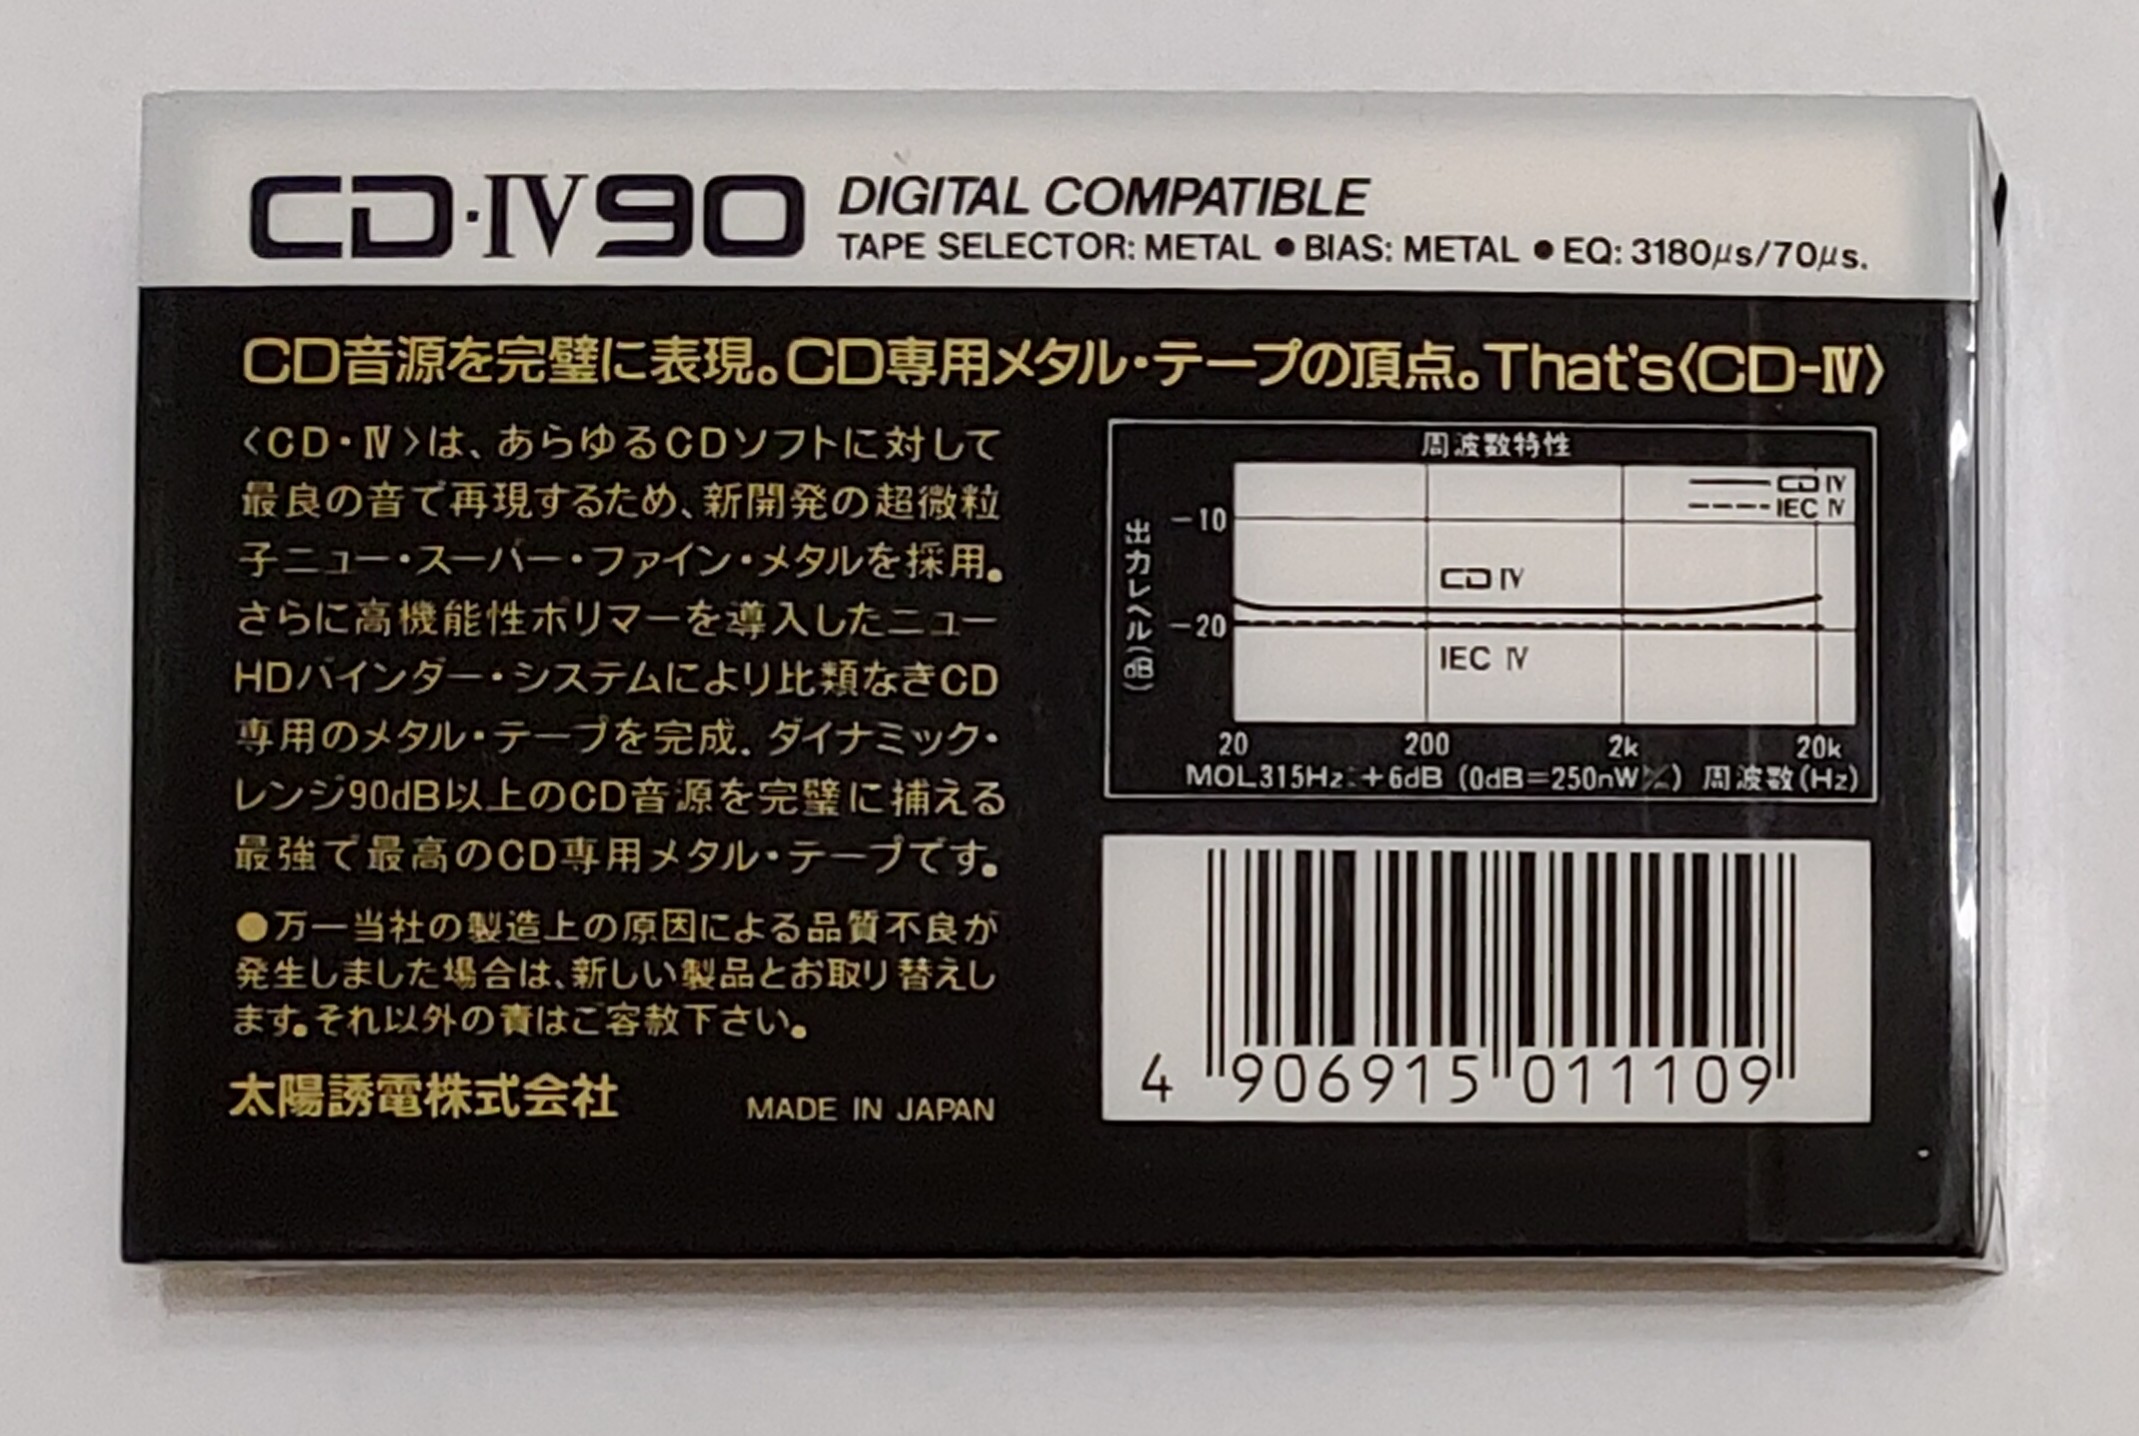 CD・IV90
DIGITAL COMPATIBLE
TAPE SELECTOR: METAL ● BIAS: METAL ● EQ: 3180μs/70μs.
CD音源を完璧に表現。CD専用メタル・テープの頂点。That's〈CD-Ⅳ〉
〈CD・Ⅳ〉は、あらゆるCDソフトに対して
最良の音で再現するため、新開発の超微粒
子ニュー・スーパー・ファイン・メタルを採用。
さらに高機能性ポリマーを導入したニュー
HDバインダー・システムにより比類なきCD
専用のメタル・テープを完成．ダイナミック・
レンジ90dB以上のCD音源を完璧に捕える
最強で最高のCD専用メタル・テープです。
●万一当社の製造上の原因による品質不良が
発生しました場合は、新しい製品とお取り替えし
ます。それ以外の責はご容赦下さい。
太陽誘電株式会社
MADE IN JAPAN
周波数特性
CD Ⅳ
IEC Ⅳ
出力レベル(dB)
-10
-20
CD Ⅳ
IEC Ⅳ
20 200 2k 20k
MOL315Hz:+6dB (0dB=250nW/m) 周波数(Hz)
4 906915 011109